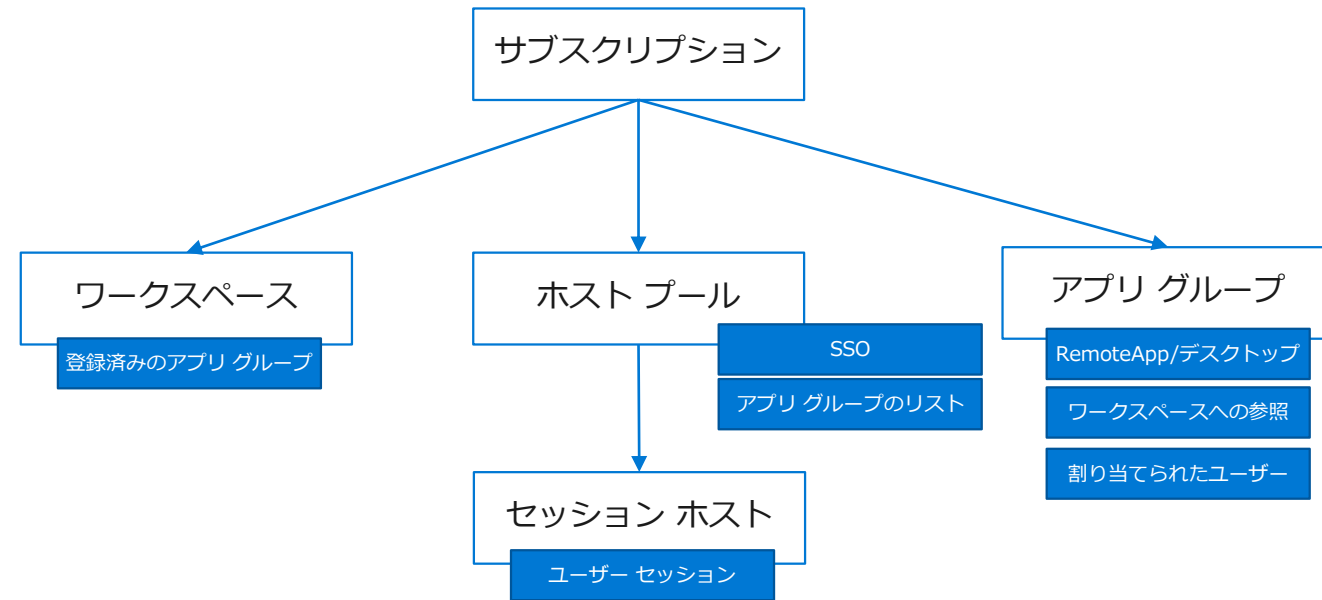 サブスクリプション
ワークスペース
登録済みのアプリ グループ
ホスト プール
SSO
アプリ グループのリスト
アプリ グループ
RemoteApp/デスクトップ
ワークスペースへの参照
割り当てられたユーザー
セッション ホスト
ユーザー セッション